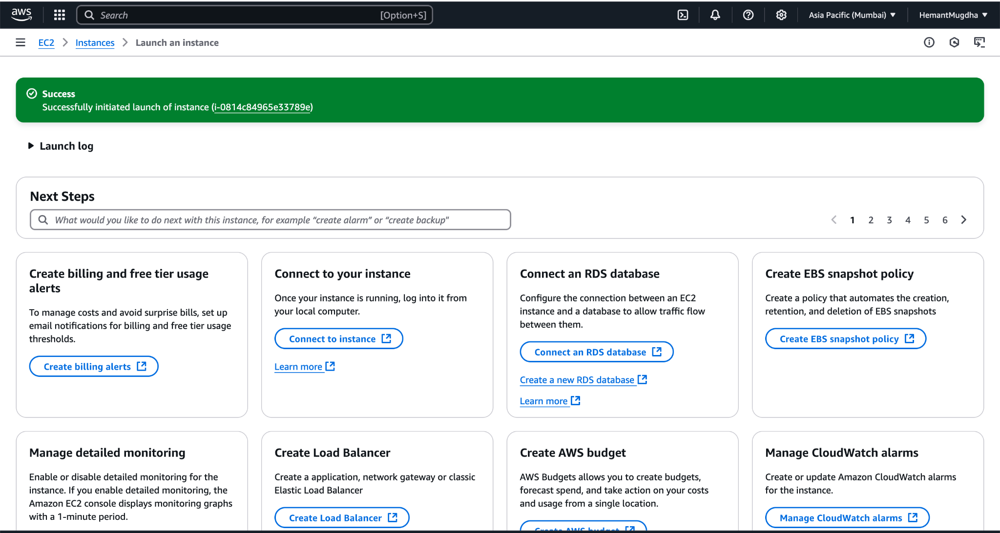 aws
Search
[Option+S]
Asia Pacific (Mumbai)
HemantMugdha
EC2
Instances
Launch an instance
Success
Successfully initiated launch of instance (i-0814c84965e33789e)
Launch log
Next Steps
What would you like to do next with this instance, for example “create alarm” or “create backup"
1 2 3 4 5 6
Create billing and free tier usage
alerts
To manage costs and avoid surprise bills, set up
email notifications for billing and free tier usage
thresholds.
Create billing alerts
Connect to your instance
Once your instance is running, log into it from
your local computer.
Connect to instance
Learn more
Connect an RDS database
Configure the connection between an EC2
instance and a database to allow traffic flow
between them.
Connect an RDS database
Create a new RDS database
Learn more
Create EBS snapshot policy
Create a policy that automates the creation,
retention, and deletion of EBS snapshots
Create EBS snapshot policy
Manage detailed monitoring
Enable or disable detailed monitoring for the
instance. If you enable detailed monitoring, the
Amazon EC2 console displays monitoring graphs
with a 1-minute period.
Create Load Balancer
Create a application, network gateway or classic
Elastic Load Balancer
Create Load Balancer
Create AWS budget
AWS Budgets allows you to create budgets,
forecast spend, and take action on your costs
and usage from a single location.
Create AWS budget
Manage CloudWatch alarms
Create or update Amazon CloudWatch alarms
for the instance.
Manage CloudWatch alarms